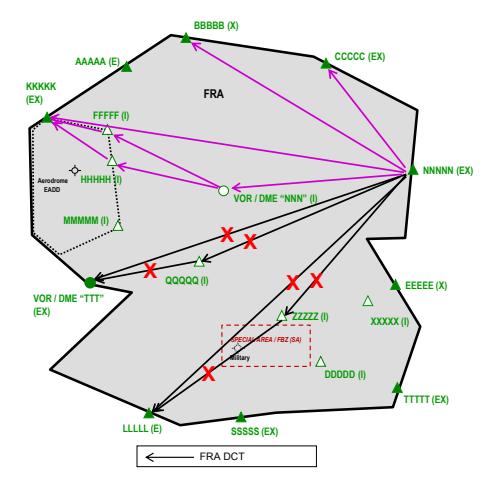 BBBBB (X)
CCCCC (EX)
AAAAA (E)
KKKKK
(EX)
FRA
FFFFF (I)
Aerodrome
EADD
HHHHH (I)
NNNNN (EX)
VOR / DME “NNN” (I)
MMMMM (I)
X
X
X
QQQQQ (I)
X
X
EEEEE (X)
VOR / DME “TTT”
(EX)
XXXXX (I)
ZZZZZ (I)
SPECIAL AREA / FBZ (SA)
Military
DDDDD (I)
X
TTTTT (EX)
LLLLL (E)
SSSSS (EX)
FRA DCT